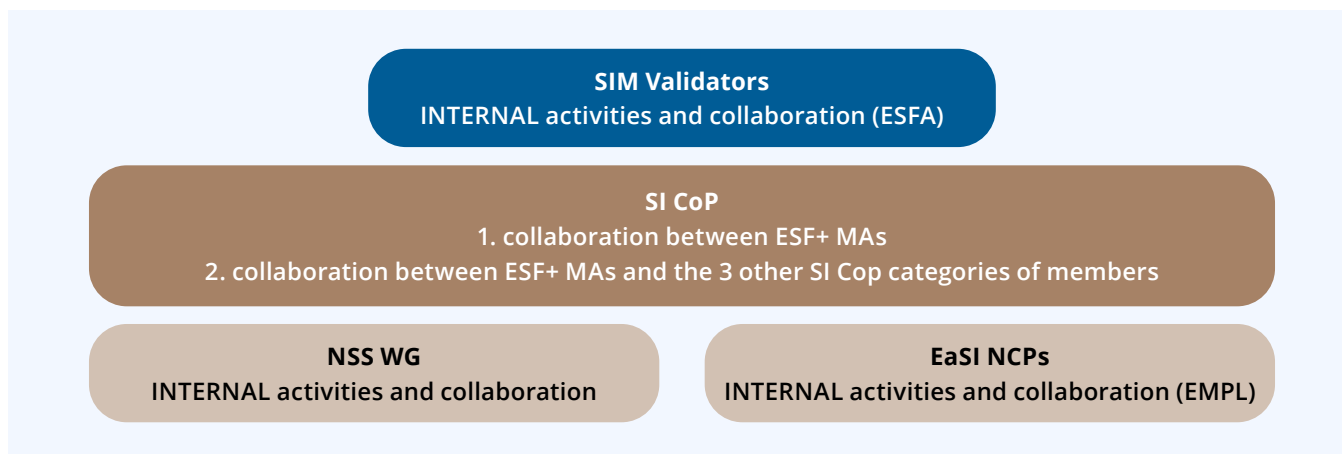 SIM Validators
INTERNAL activities and collaboration (ESFA)
SI CoP
1. collaboration between ESF+ MAs
2. collaboration between ESF+ MAs and the 3 other SI Cop categories of members
NSS WG
INTERNAL activities and collaboration
EaSI NCPs
INTERNAL activities and collaboration (EMPL)